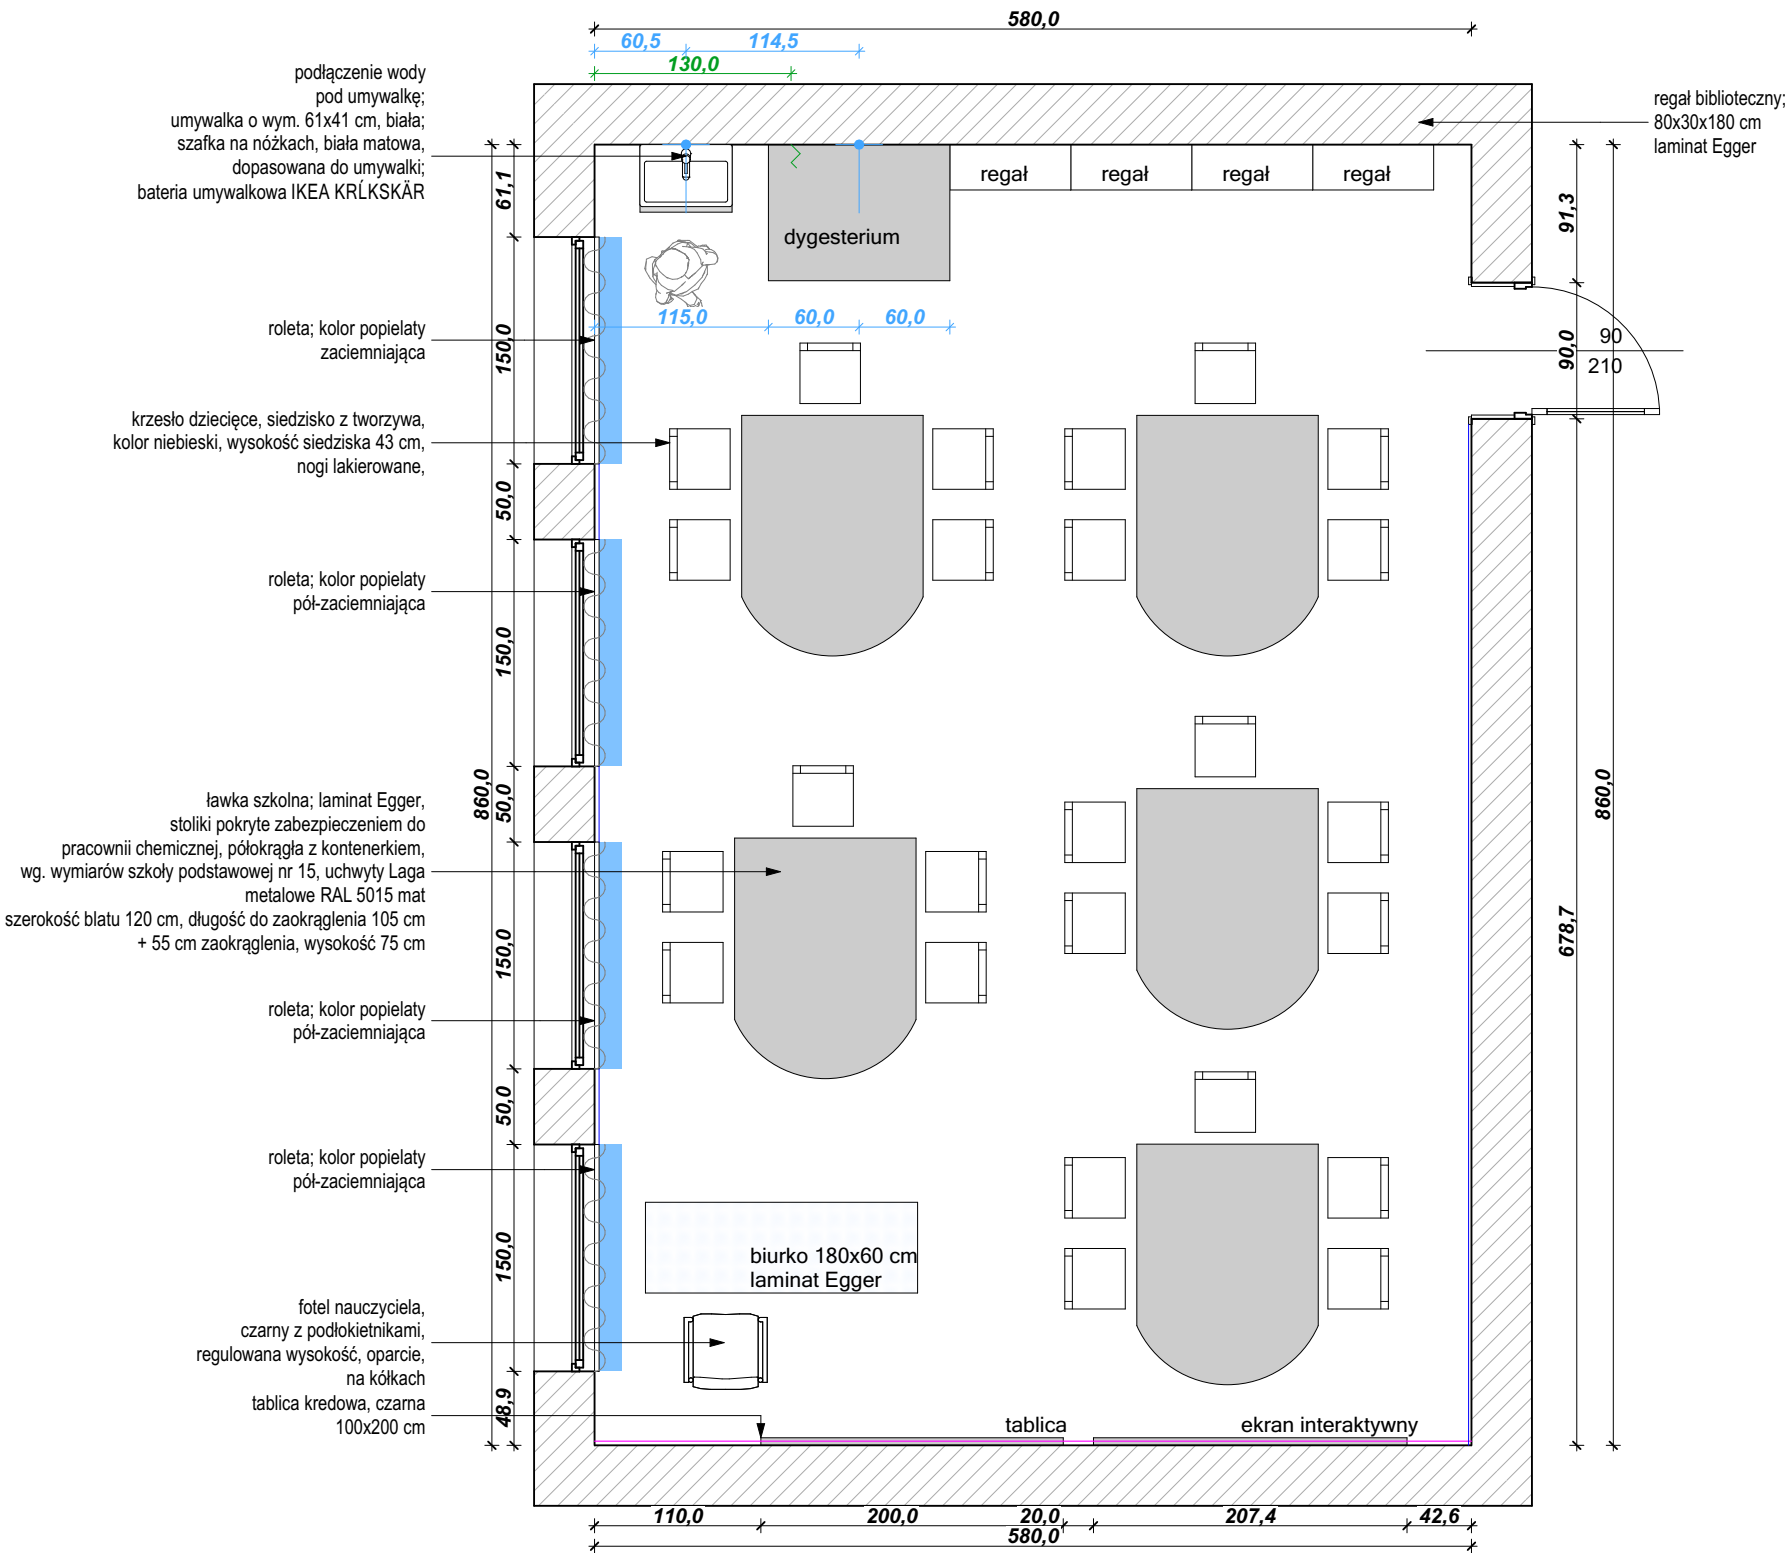 580,0
60,5
114,5
130,0
podłączenie wody
pod umywalkę;
umywalka o wym. 61x41 cm, biała;
szafka na nóżkach, biała matowa,
dopasowana do umywalki;
bateria umywalkowa IKEA KRĹKSKÄR
regał biblioteczny;
80x30x180 cm
laminat Egger
regał
regał
regał
regał
dygesterium
61,1
91,3
115,0
60,0
60,0
roleta; kolor popielaty
zaciemniająca
150,0
90,0
90
210
krzesło dziecięce, siedzisko z tworzywa,
kolor niebieski, wysokość siedziska 43 cm,
nogi lakierowane,
50,0
roleta; kolor popielaty
pół-zaciemniająca
150,0
860,0
50,0
860,0
ławka szkolna; laminat Egger,
stoliki pokryte zabezpieczeniem do
pracownii chemicznej, półokrągła z kontenerkiem,
wg. wymiarów szkoły podstawowej nr 15, uchwyty Laga
metalowe RAL 5015 mat
szerokość blatu 120 cm, długość do zaokrąglenia 105 cm
+ 55 cm zaokrąglenia, wysokość 75 cm
150,0
678,7
roleta; kolor popielaty
pół-zaciemniająca
50,0
roleta; kolor popielaty
pół-zaciemniająca
150,0
biurko 180x60 cm
laminat Egger
fotel nauczyciela,
czarny z podłokietnikami,
regulowana wysokość, oparcie,
na kółkach
tablica kredowa, czarna
100x200 cm
48,9
tablica
ekran interaktywny
110,0
200,0
20,0
207,4
42,6
580,0